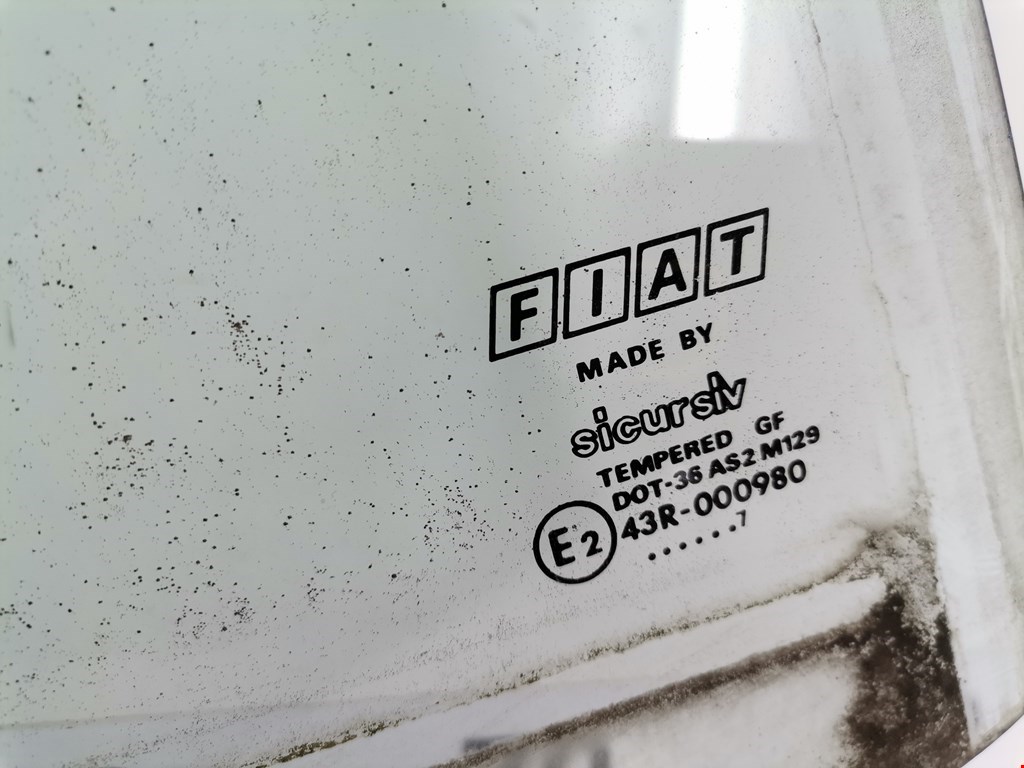 FIAT
MADE BY
sicursiv
TEMPERED GF
DOT-36 AS2 M129
E2 43R-000980
......7